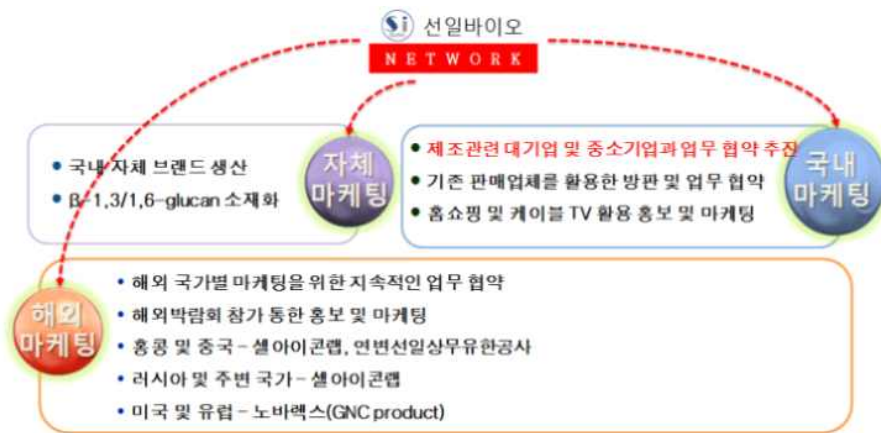 Si 선일바이오
NETWORK
자체
마케팅
국내 자체 브랜드 생산
β-1,3/1,6-glucan 소재화
국내
마케팅
제조관련 대기업 및 중소기업과 업무 협약 추진
기존 판매업체를 활용한 방판 및 업무 협약
홈쇼핑 및 케이블 TV 활용 홍보 및 마케팅
해외
마케팅
해외 국가별 마케팅을 위한 지속적인 업무 협약
해외박람회 참가 통한 홍보 및 마케팅
홍콩 및 중국 – 셀아이콘랩, 연변선일상무유한공사
러시아 및 주변 국가 – 셀아이콘랩
미국 및 유럽 – 노바렉스(GNC product)